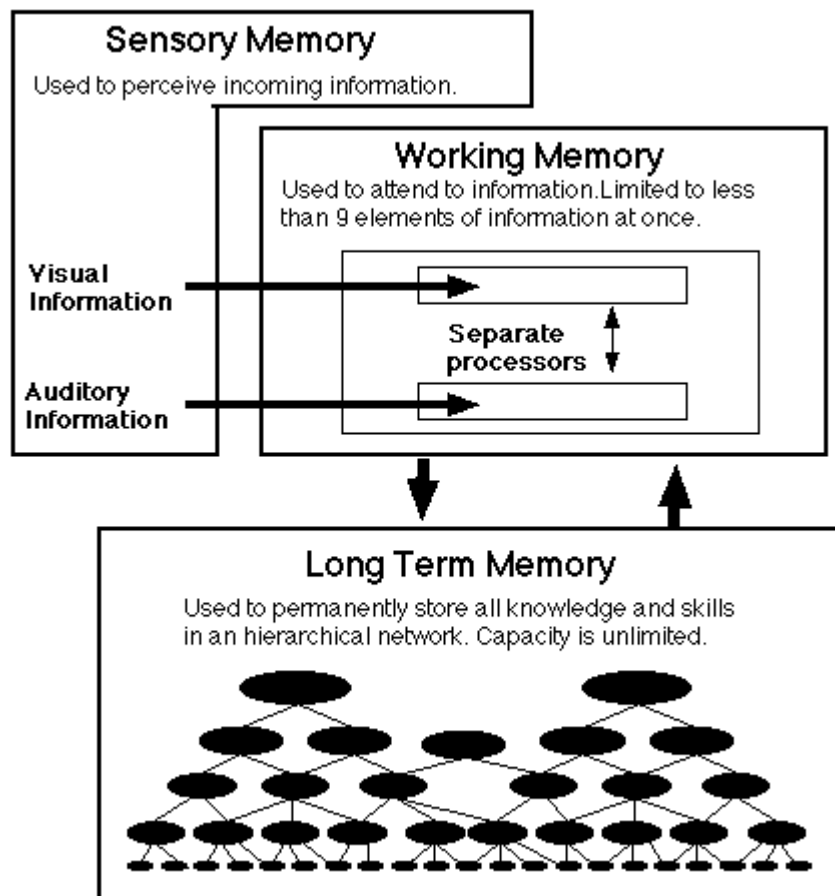 Sensory Memory
Used to perceive incoming information.
Working Memory
Used to attend to information.Limited to less
than 9 elements of information at once.
Visual
Information
Separate
processors
Auditory
Information
Long Term Memory
Used to permanently store all knowledge and skills
in an hierarchical network. Capacity is unlimited.